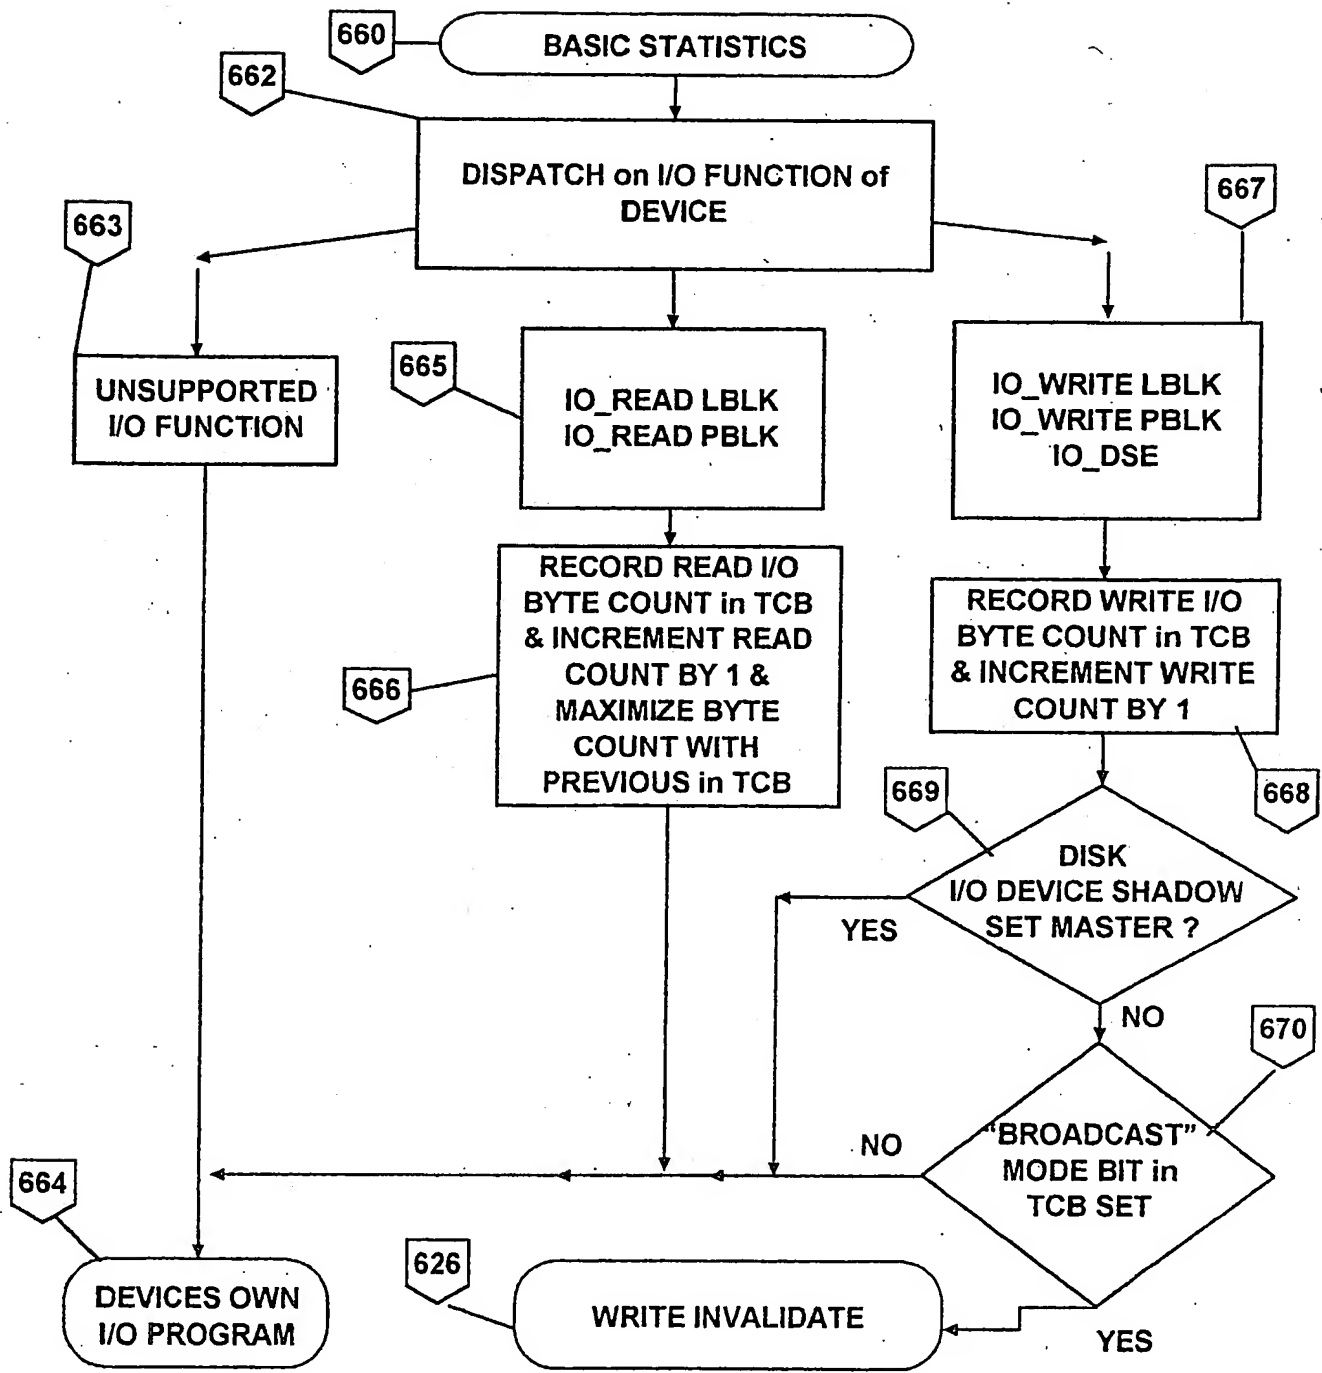 660
BASIC STATISTICS
662
DISPATCH on I/O FUNCTION of
DEVICE
667
663
UNSUPPORTED
I/O FUNCTION
665
IO_READ LBLK
IO_READ PBLK
IO_WRITE LBLK
IO_WRITE PBLK
IO_DSE
RECORD READ I/O
BYTE COUNT in TCB
& INCREMENT READ
COUNT BY 1 &
MAXIMIZE BYTE
COUNT WITH
PREVIOUS in TCB
666
RECORD WRITE I/O
BYTE COUNT in TCB
& INCREMENT WRITE
COUNT BY 1
668
669
DISK
I/O DEVICE SHADOW
SET MASTER ?
YES
NO
670
"BROADCAST"
MODE BIT in
TCB SET
NO
YES
664
DEVICES OWN
I/O PROGRAM
626
WRITE INVALIDATE